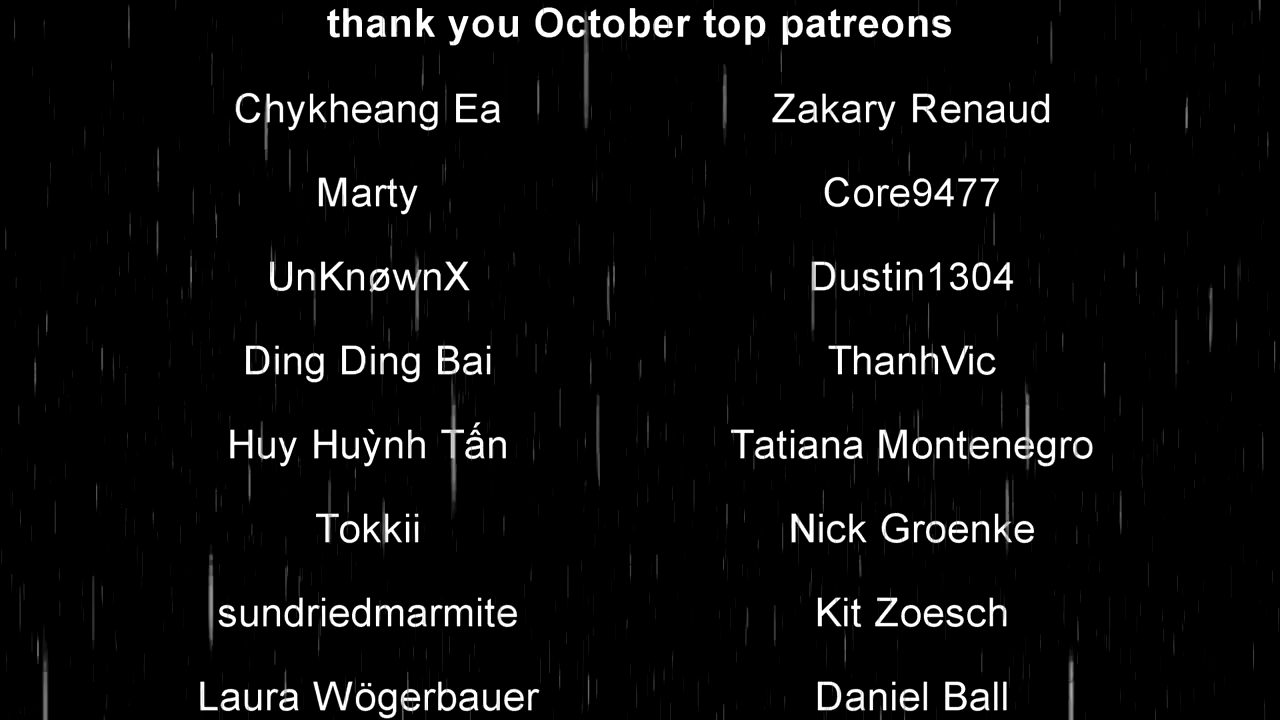 thank you October top patreons
Chykheang Ea
Zakary Renaud
Marty
Core9477
UnKnøwnX
Dustin1304
Ding Ding Bai
ThanhVic
Huy Huỳnh Tấn
Tatiana Montenegro
Tokkii
Nick Groenke
sundriedmarmite
Kit Zoesch
Laura Wögerbauer
Daniel Ball